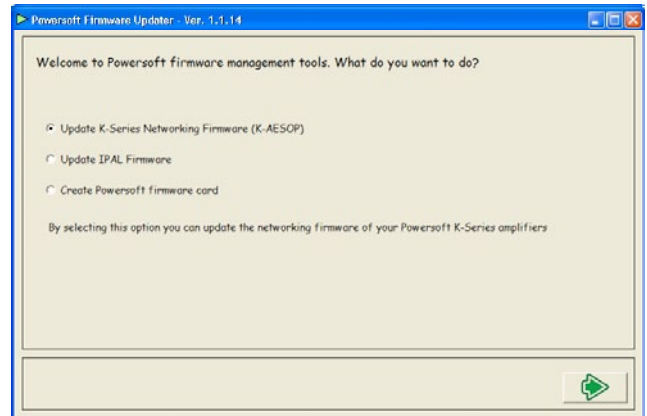 Powersoft Firmware Updater - Ver. 1.1.14
Welcome to Powersoft firmware management tools. What do you want to do?
Update K-Series Networking Firmware (K-AESOP)
Update IPAL Firmware
Create Powersoft firmware card
By selecting this option you can update the networking firmware of your Powersoft K-Series amplifiers